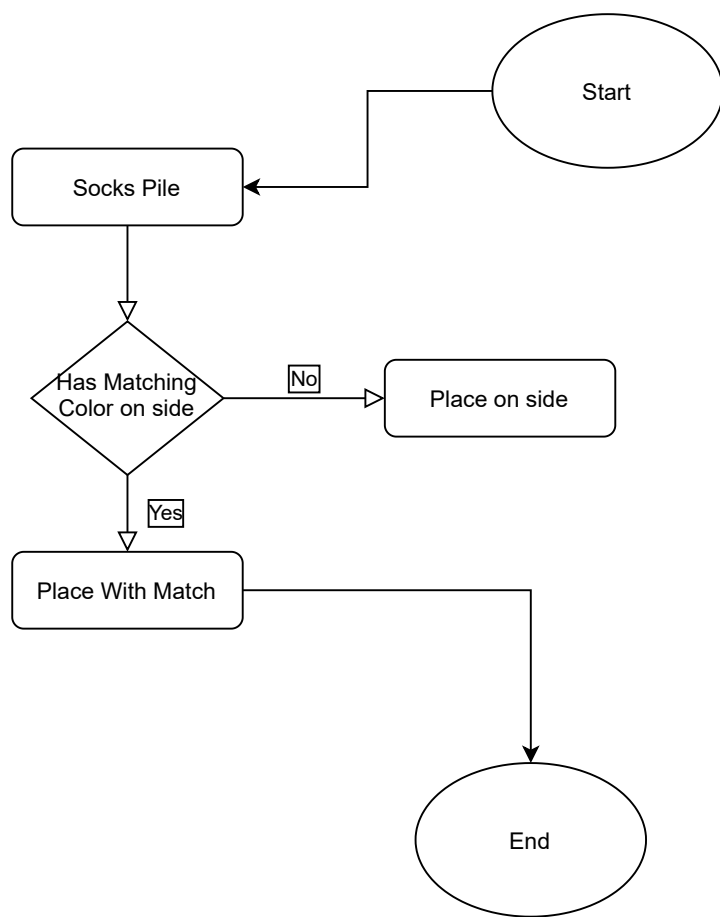 Start
Socks Pile
Has Matching
Color on side
No
Place on side
Yes
Place With Match
End